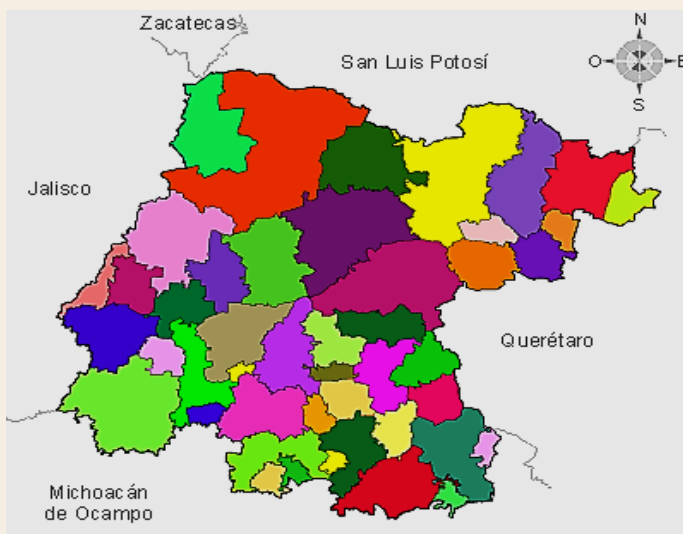 Zacatecas
San Luis Potosí
N
O
E
S
Jalisco
Querétaro
Michoacán
de Ocampo